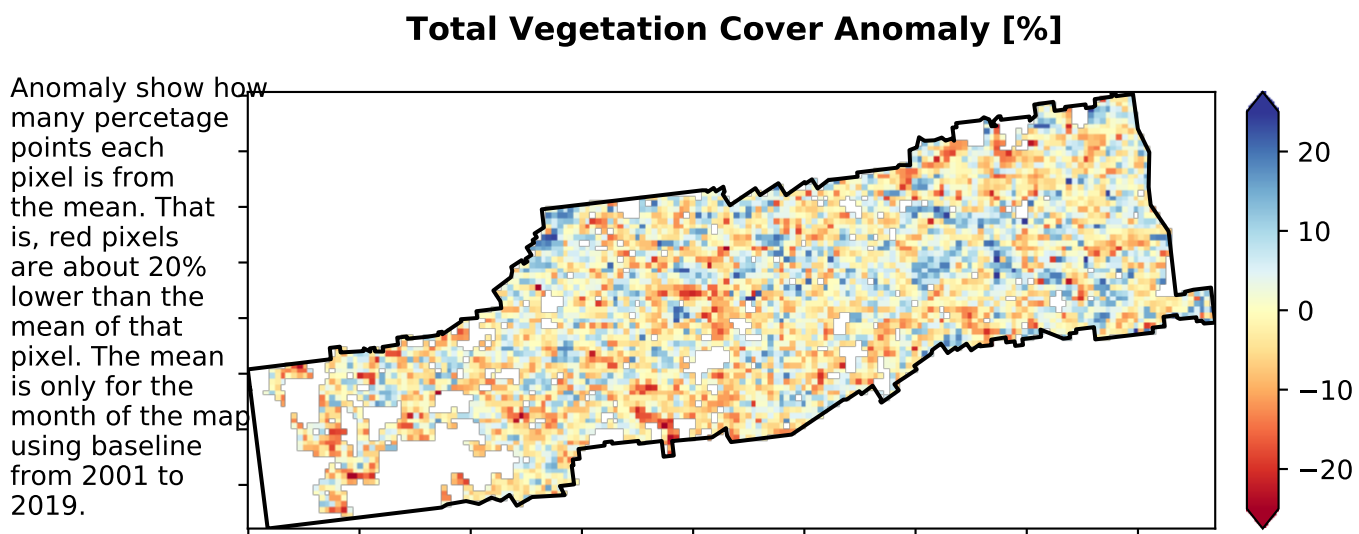 Total Vegetation Cover Anomaly [%]
Anomaly show how
many percetage
points each
pixel is from
the mean. That
is, red pixels
are about 20%
lower than the
mean of that
pixel. The mean
is only for the
month of the map
using baseline
from 2001 to
2019.
20
10
0
−10
−20